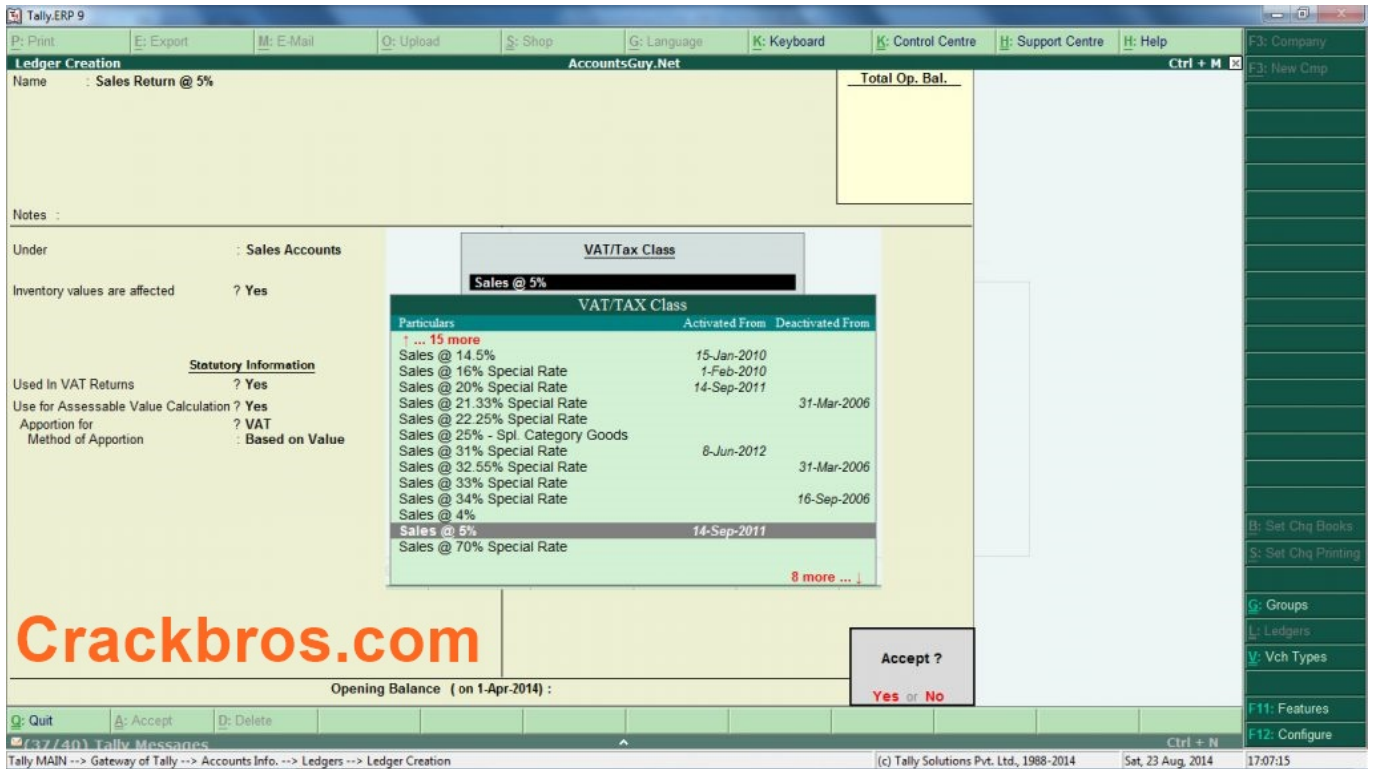 Tally.ERP 9
P: Print E: Export M: E-Mail O: Upload S: Shop G: Language K: Keyboard K: Control Centre H: Support Centre H: Help F3: Company
Ledger Creation AccountsGuy.Net Ctrl + M F3: New Cmp
Name : Sales Return @ 5% Total Op. Bal.
Notes :
Under : Sales Accounts VAT/Tax Class
Sales @ 5%
Inventory values are affected ? Yes
VAT/TAX Class
Particulars Activated From Deactivated From
↑ ... 15 more
Sales @ 14.5% 15-Jan-2010
Statutory Information
Sales @ 16% Special Rate 1-Feb-2010
Used In VAT Returns ? Yes
Sales @ 20% Special Rate 14-Sep-2011
Use for Assessable Value Calculation ? Yes
Sales @ 21.33% Special Rate 31-Mar-2006
Apportion for ? VAT
Sales @ 22.25% Special Rate
Method of Apportion : Based on Value
Sales @ 25% - Spl. Category Goods
Sales @ 31% Special Rate 8-Jun-2012
Sales @ 32.55% Special Rate 31-Mar-2006
Sales @ 33% Special Rate
Sales @ 34% Special Rate 16-Sep-2006
Sales @ 4%
Sales @ 5% 14-Sep-2011
Sales @ 70% Special Rate
8 more ... ↓
B: Set Chq Books
S: Set Chq Printing
G: Groups
L: Ledgers
V: Vch Types
Crackbros.com
Accept ?
Yes or No
Opening Balance ( on 1-Apr-2014) :
F11: Features
Q: Quit A: Accept D: Delete
F12: Configure
(37/40) Tally Messages Ctrl + N
Tally MAIN --> Gateway of Tally --> Accounts Info. --> Ledgers --> Ledger Creation (c) Tally Solutions Pvt. Ltd., 1988-2014 Sat, 23 Aug, 2014 17:07:15